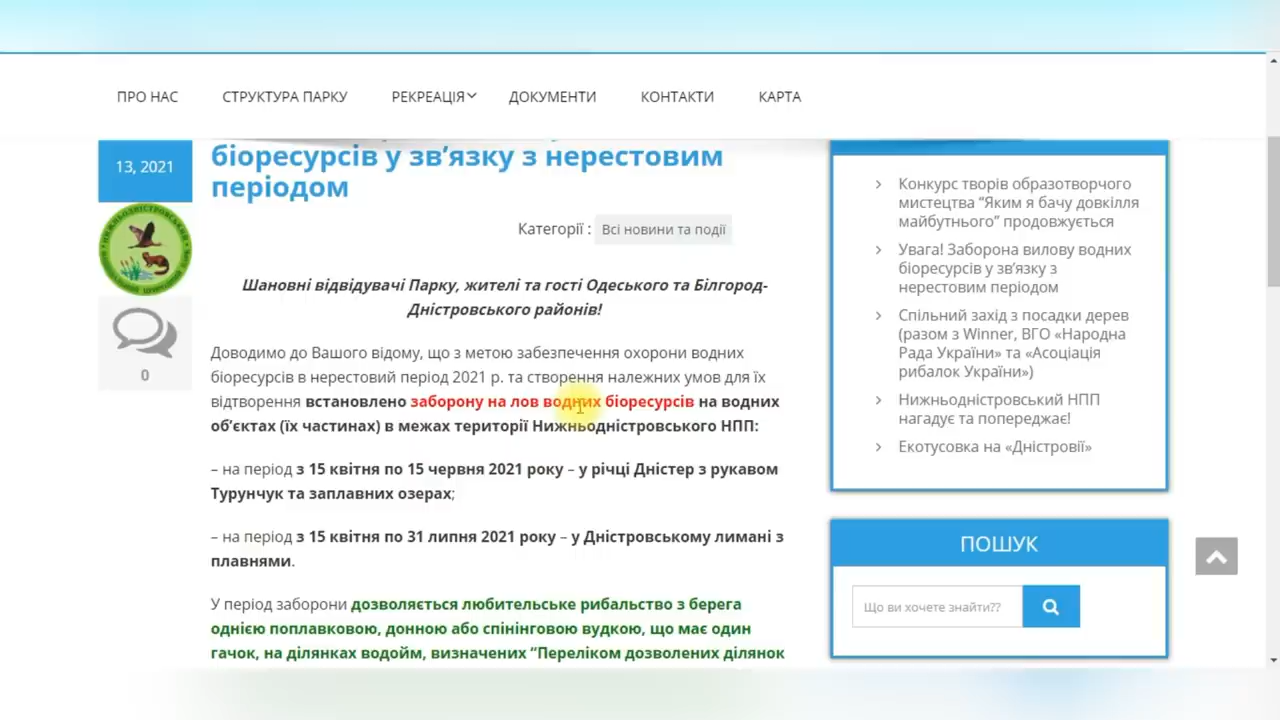 ПРО НАС
СТРУКТУРА ПАРКУ
РЕКРЕАЦІЯ
ДОКУМЕНТИ
КОНТАКТИ
КАРТА
13, 2021
0
біоресурсів у зв’язку з нерестовим
періодом
Категорії : Всі новини та події
Шановні відвідувачі Парку, жителі та гості Одеського та Білгород-
Дністровського районів!
Доводимо до Вашого відому, що з метою забезпечення охорони водних
біоресурсів в нерестовий період 2021 р. та створення належних умов для їх
відтворення встановлено заборону на лов водних біоресурсів на водних
об’єктах (їх частинах) в межах території Нижньодністровського НПП:
– на період з 15 квітня по 15 червня 2021 року – у річці Дністер з рукавом
Турунчук та заплавних озерах;
– на період з 15 квітня по 31 липня 2021 року – у Дністровському лимані з
плавнями.
У період заборони дозволяється любительське рибальство з берега
однією поплавковою, донною або спінінговою вудкою, що має один
гачок, на ділянках водойм, визначених “Переліком дозволених ділянок
Конкурс творів образотворчого
мистецтва “Яким я бачу довкілля
майбутнього” продовжується
Увага! Заборона вилову водних
біоресурсів у зв’язку з
нерестовим періодом
Спільний захід з посадки дерев
(разом з Winner, ВГО «Народна
Рада України» та «Асоціація
рибалок України»)
Нижньодністровський НПП
нагадує та попереджає!
Екотусовка на «Дністровії»
ПОШУК
Що ви хочете знайти??